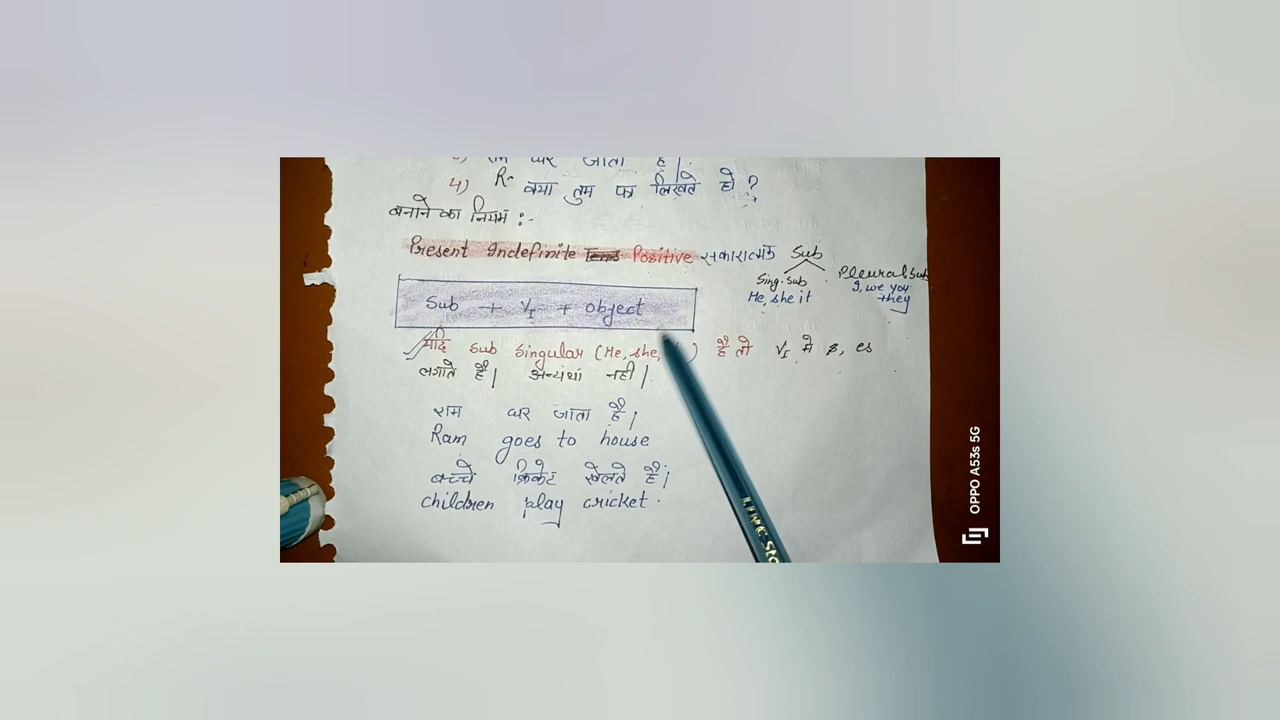 राम घर जाता है।
4) क्या तुम पत्र लिखते हो ?
बनाने का नियम :-
Present Indefinite Positive सकारात्मक
Sub
Sing. Sub
He, she it
Pleural Sub
I, we you
they
Sub + V1 + object
यदि Sub Singular (He, she, ) है तो V1 मे s, es
लगाते है। अन्यथा नही।
राम घर जाता है।
Ram goes to house
बच्चें क्रिकेट खेलते हैं।
children play cricket.
OPPO A53s 5G